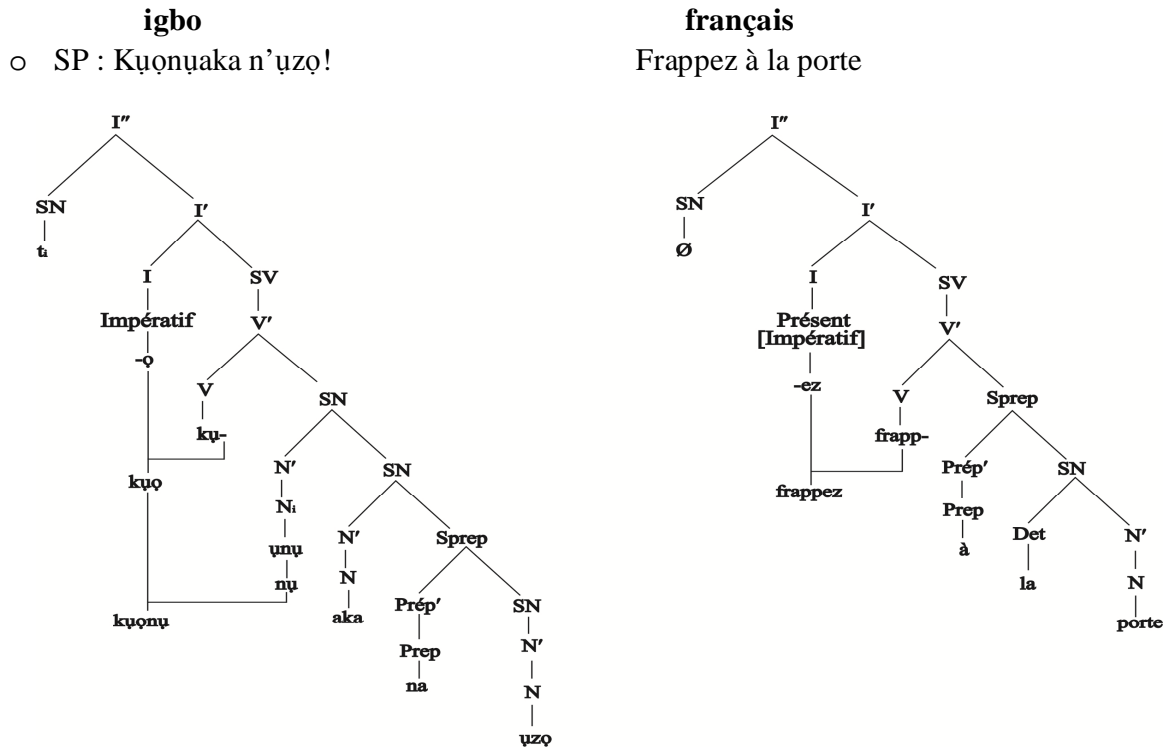 igbo français
o SP : Kụọnụaka n’ụzọ! Frappez à la porte
I″ I″
SN I′ SN I′
tᵢ Ø
I SV I SV
Impératif V′ Présent V′
[Impératif]
-ọ -ez
V SN V Sprep
kụ- frapp-
kụọ N′ SN frappez Prép′ SN
Nᵢ Prep
ụnụ N′ Sprep à Det N′
nụ N la N
kụọnụ aka Prép′ SN porte
Prep N′
na N
ụzọ